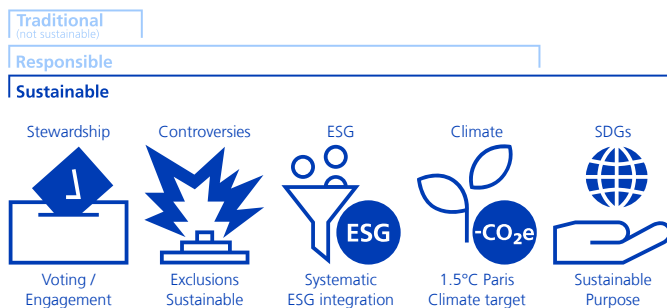 Traditional
(not sustainable)
Responsible
Sustainable
Stewardship Controversies ESG Climate SDGs
ESG -CO₂e
Voting / Exclusions Systematic 1.5°C Paris Sustainable
Engagement Sustainable ESG integration Climate target Purpose